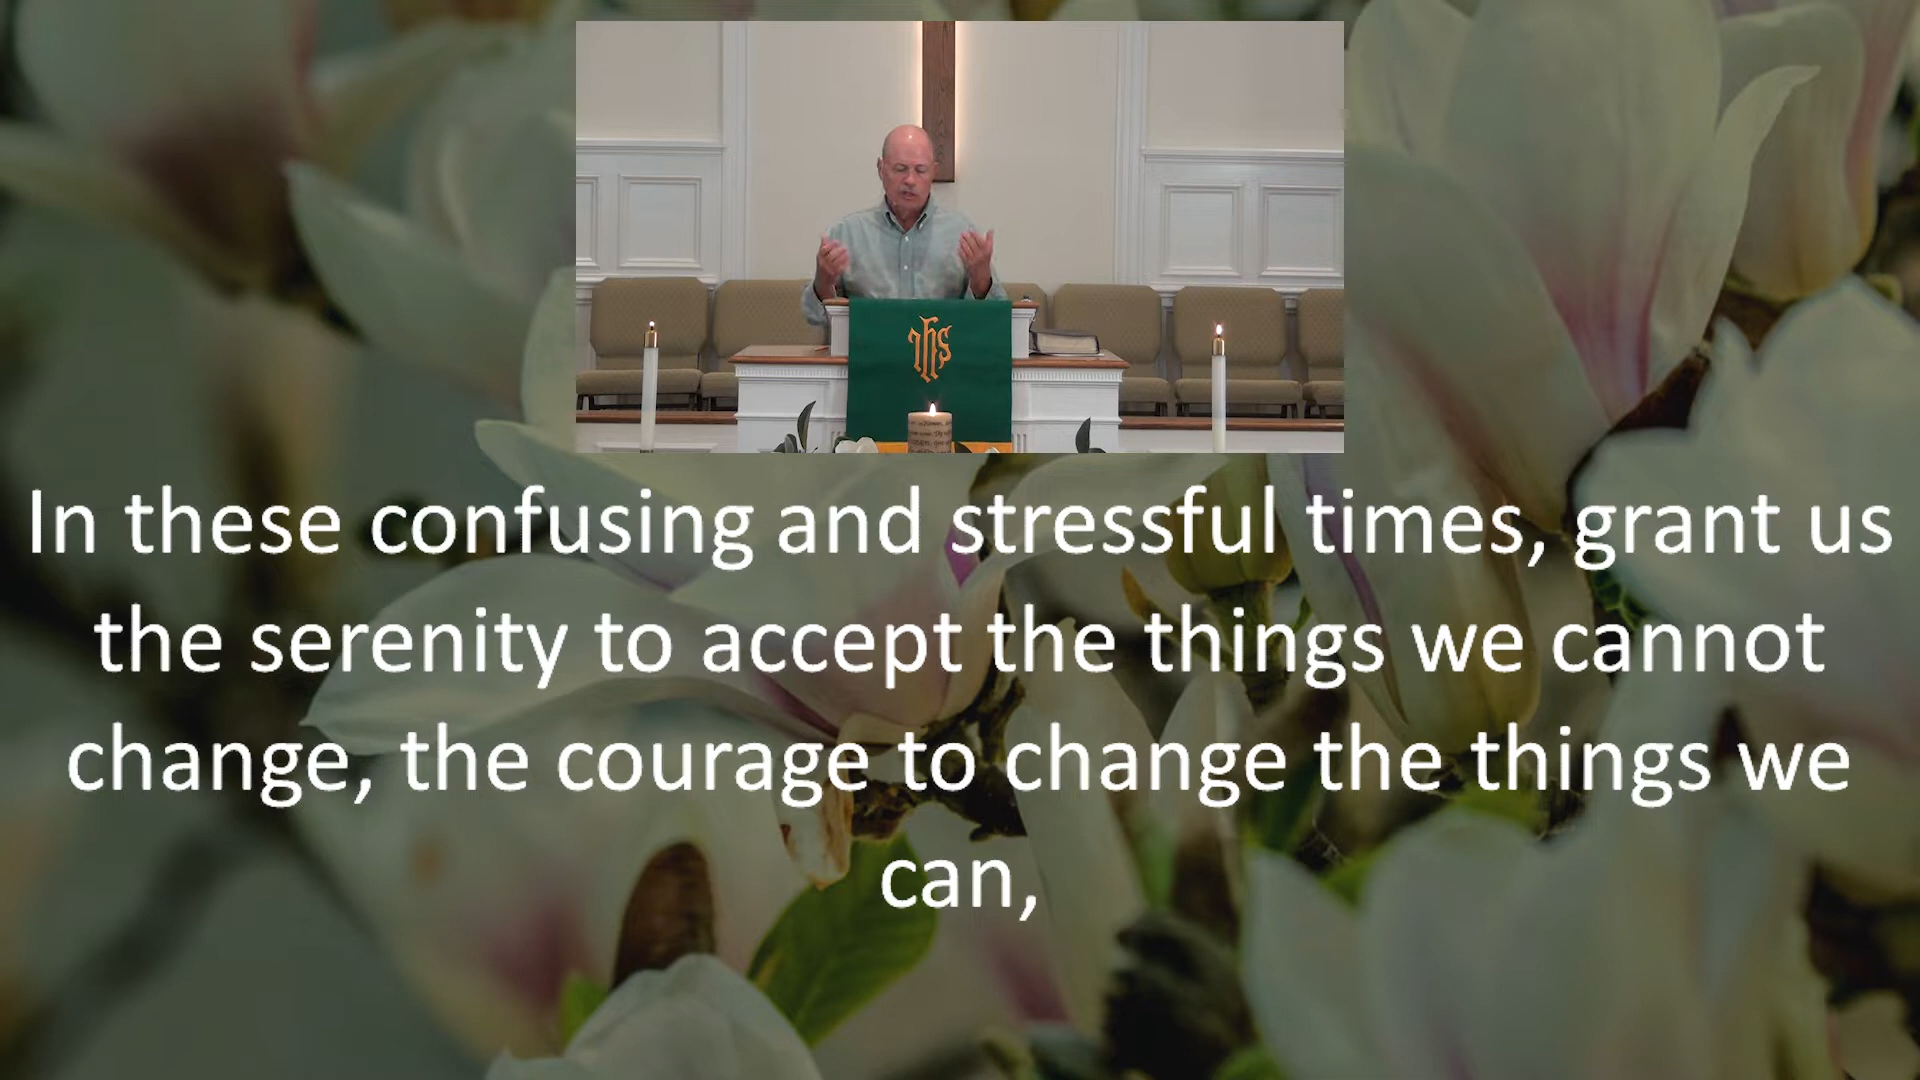 IHS
In these confusing and stressful times, grant us
the serenity to accept the things we cannot
change, the courage to change the things we
can,